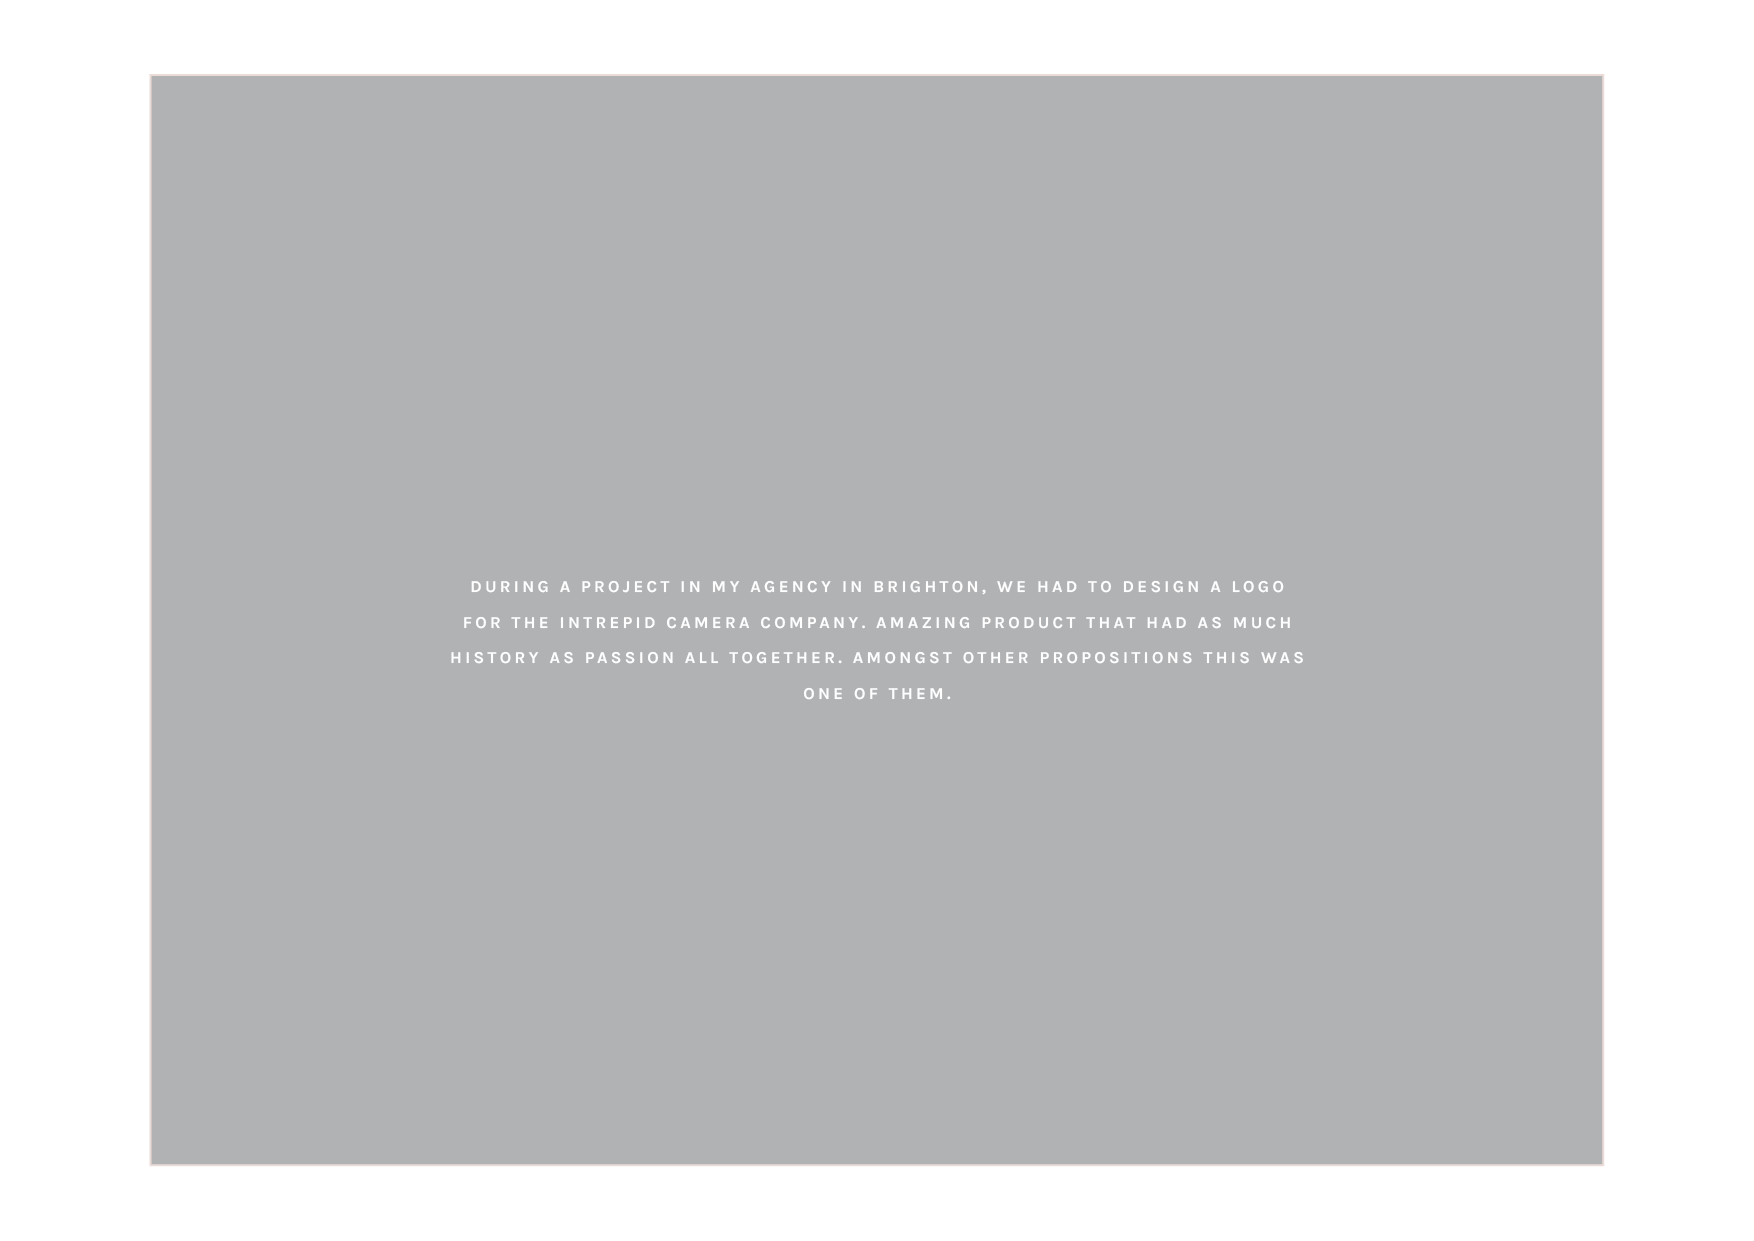 DURING A PROJECT IN MY AGENCY IN BRIGHTON, WE HAD TO DESIGN A LOGO
FOR THE INTREPID CAMERA COMPANY. AMAZING PRODUCT THAT HAD AS MUCH
HISTORY AS PASSION ALL TOGETHER. AMONGST OTHER PROPOSITIONS THIS WAS
ONE OF THEM.